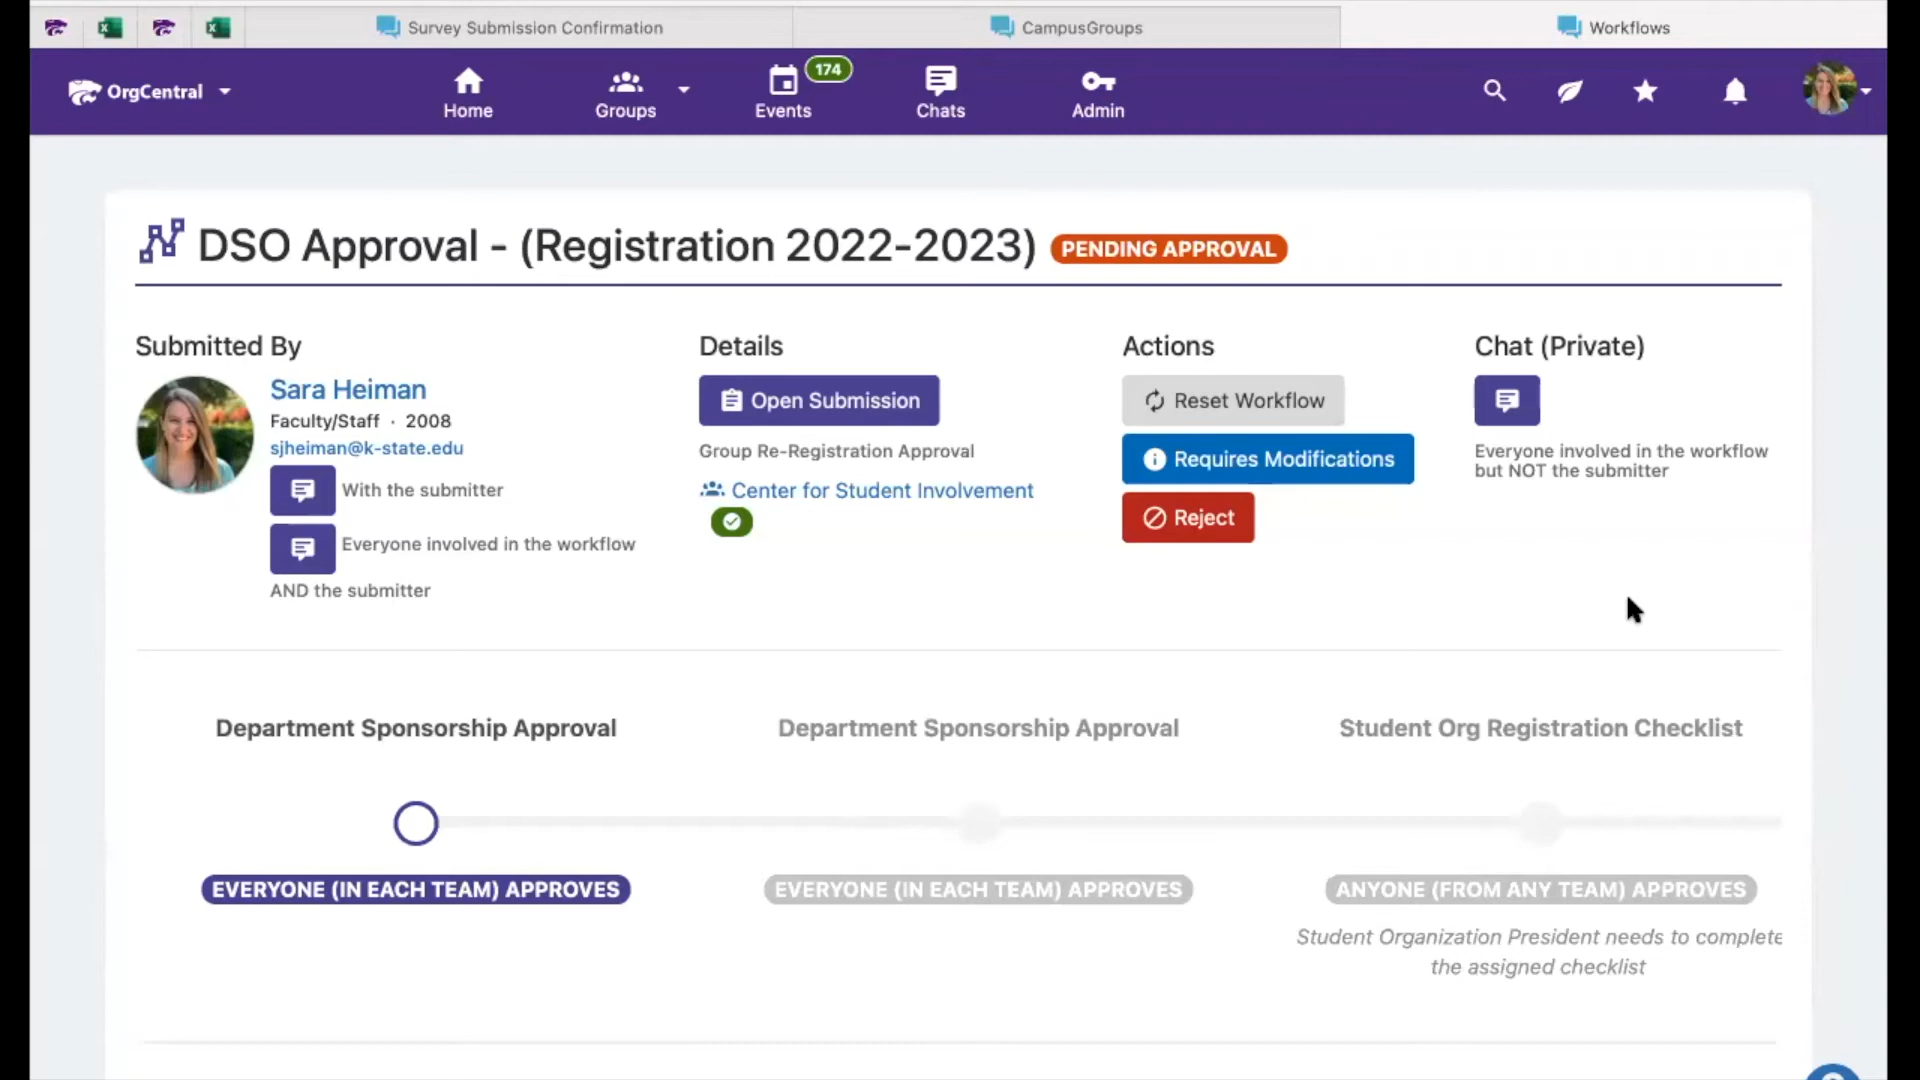 Survey Submission Confirmation
CampusGroups
Workflows
OrgCentral
Home
Groups
Events
174
Chats
Admin
DSO Approval - (Registration 2022-2023)
PENDING APPROVAL
Submitted By
Sara Heiman
Faculty/Staff · 2008
sjheiman@k-state.edu
With the submitter
Everyone involved in the workflow
AND the submitter
Details
Open Submission
Group Re-Registration Approval
Center for Student Involvement
Actions
Reset Workflow
Requires Modifications
Reject
Chat (Private)
Everyone involved in the workflow
but NOT the submitter
Department Sponsorship Approval
EVERYONE (IN EACH TEAM) APPROVES
Department Sponsorship Approval
EVERYONE (IN EACH TEAM) APPROVES
Student Org Registration Checklist
ANYONE (FROM ANY TEAM) APPROVES
Student Organization President needs to complete
the assigned checklist